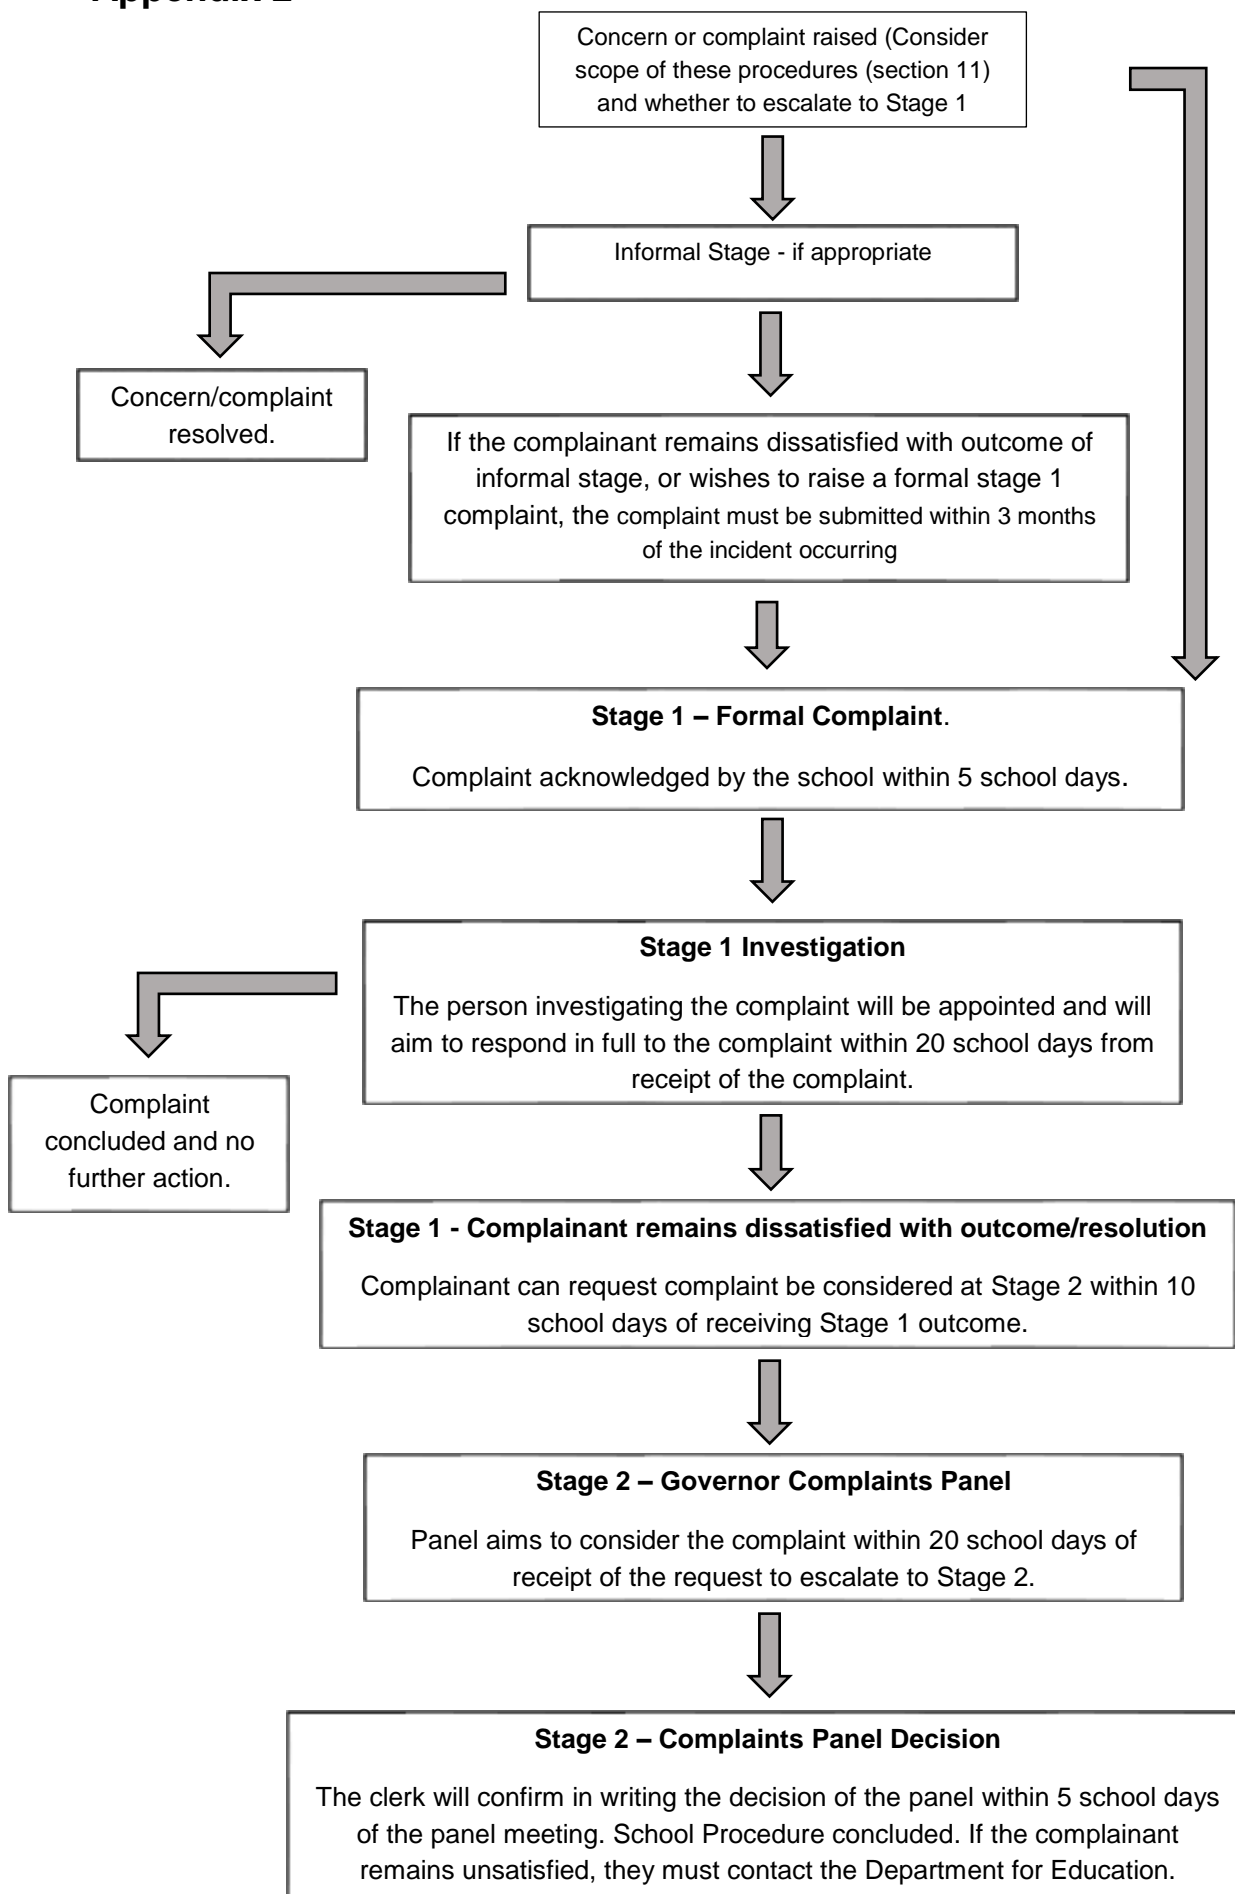 Concern or complaint raised (Consider
scope of these procedures (section 11)
and whether to escalate to Stage 1
Informal Stage - if appropriate
Concern/complaint
resolved.
If the complainant remains dissatisfied with outcome of
informal stage, or wishes to raise a formal stage 1
complaint, the complaint must be submitted within 3 months
of the incident occurring
Stage 1 – Formal Complaint.
Complaint acknowledged by the school within 5 school days.
Stage 1 Investigation
The person investigating the complaint will be appointed and will
aim to respond in full to the complaint within 20 school days from
receipt of the complaint.
Complaint
concluded and no
further action.
Stage 1 - Complainant remains dissatisfied with outcome/resolution
Complainant can request complaint be considered at Stage 2 within 10
school days of receiving Stage 1 outcome.
Stage 2 – Governor Complaints Panel
Panel aims to consider the complaint within 20 school days of
receipt of the request to escalate to Stage 2.
Stage 2 – Complaints Panel Decision
The clerk will confirm in writing the decision of the panel within 5 school days
of the panel meeting. School Procedure concluded. If the complainant
remains unsatisfied, they must contact the Department for Education.